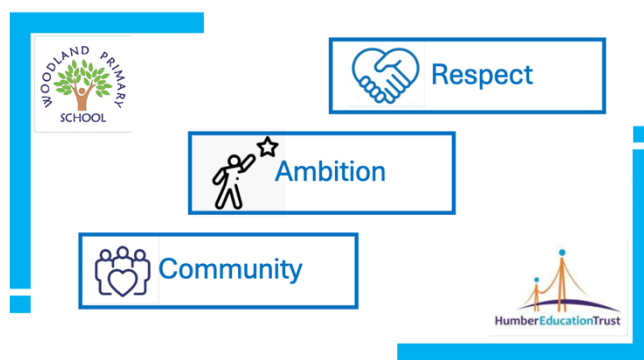 WOODLAND PRIMARY
SCHOOL
Respect
Ambition
Community
HumberEducationTrust